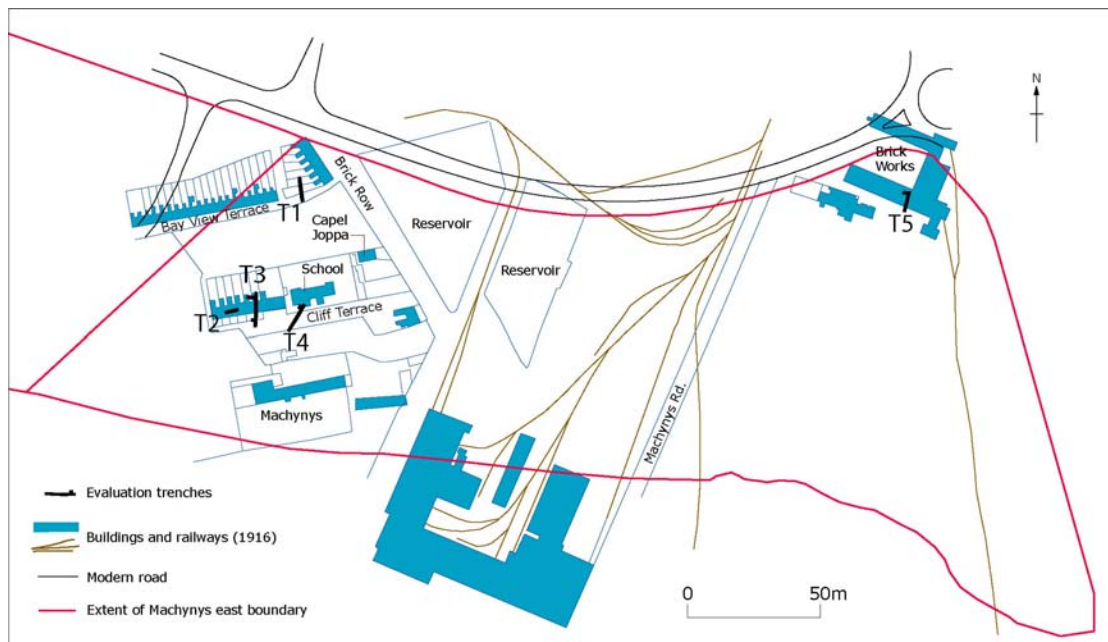 N
Brick
Works
Brick Row
Bay View Terrace
T1
Capel
Joppa
Reservoir
Reservoir
T5
T3
School
T2
Cliff Terrace
T4
Machynys
Machynys Rd.
Evaluation trenches
Buildings and railways (1916)
Modern road
Extent of Machynys east boundary
0 50m